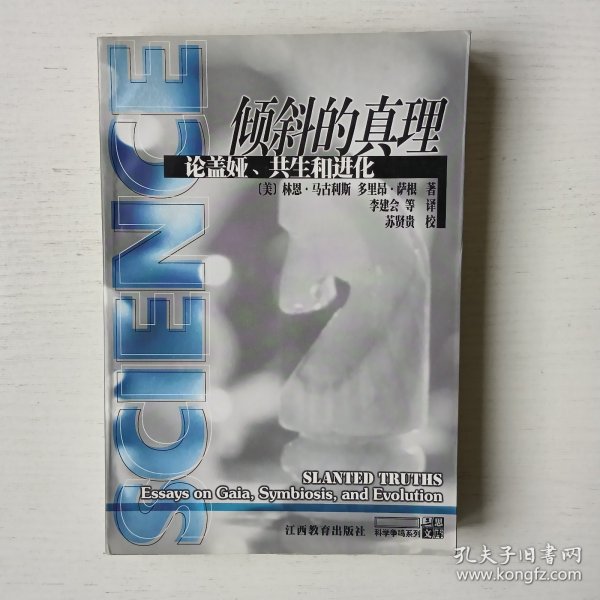 SCIENCE
倾斜的真理
论盖娅、共生和进化
〔美〕林恩·马古利斯 多里昂·萨根 著
李建会 等 译
苏贤贵 校
SLANTED TRUTHS
Essays on Gaia, Symbiosis, and Evolution
江西教育出版社
科学争鸣系列
思
文库
孔夫子旧书网
www.kongfz.com